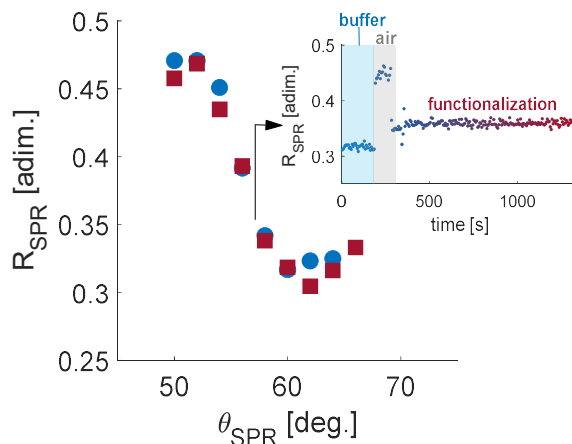 buffer
air
0.5
0.4
0.3
R_SPR [adim.]
functionalization
0
500
1000
time [s]
0.5
0.45
0.4
0.35
0.3
0.25
R_SPR [adim.]
50
60
70
θ_SPR [deg.]